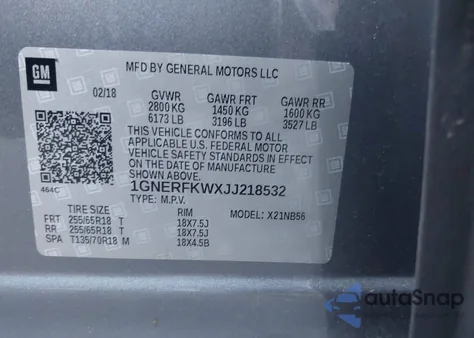 GM
MFD BY GENERAL MOTORS LLC
02/18 GVWR GAWR FRT GAWR RR
2800 KG 1450 KG 1600 KG
6173 LB 3196 LB 3527 LB
THIS VEHICLE CONFORMS TO ALL
APPLICABLE U.S. FEDERAL MOTOR
VEHICLE SAFETY STANDARDS IN EFFECT
ON THE DATE OF MANUFACTURE
SHOWN ABOVE.
464C 1GNERFKWXJJ218532
TYPE: M.P.V. MODEL: X21NB56
TIRE SIZE RIM
FRT 255/65R18 T 18X7.5J
RR 255/65R18 T 18X7.5J
SPA T135/70R18 M 18X4.5B
autoSnap